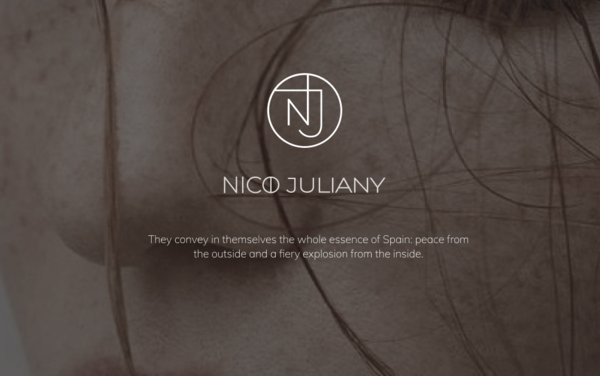 NJ
NICO JULIANY
They convey in themselves the whole essence of Spain: peace from
the outside and a fiery explosion from the inside.